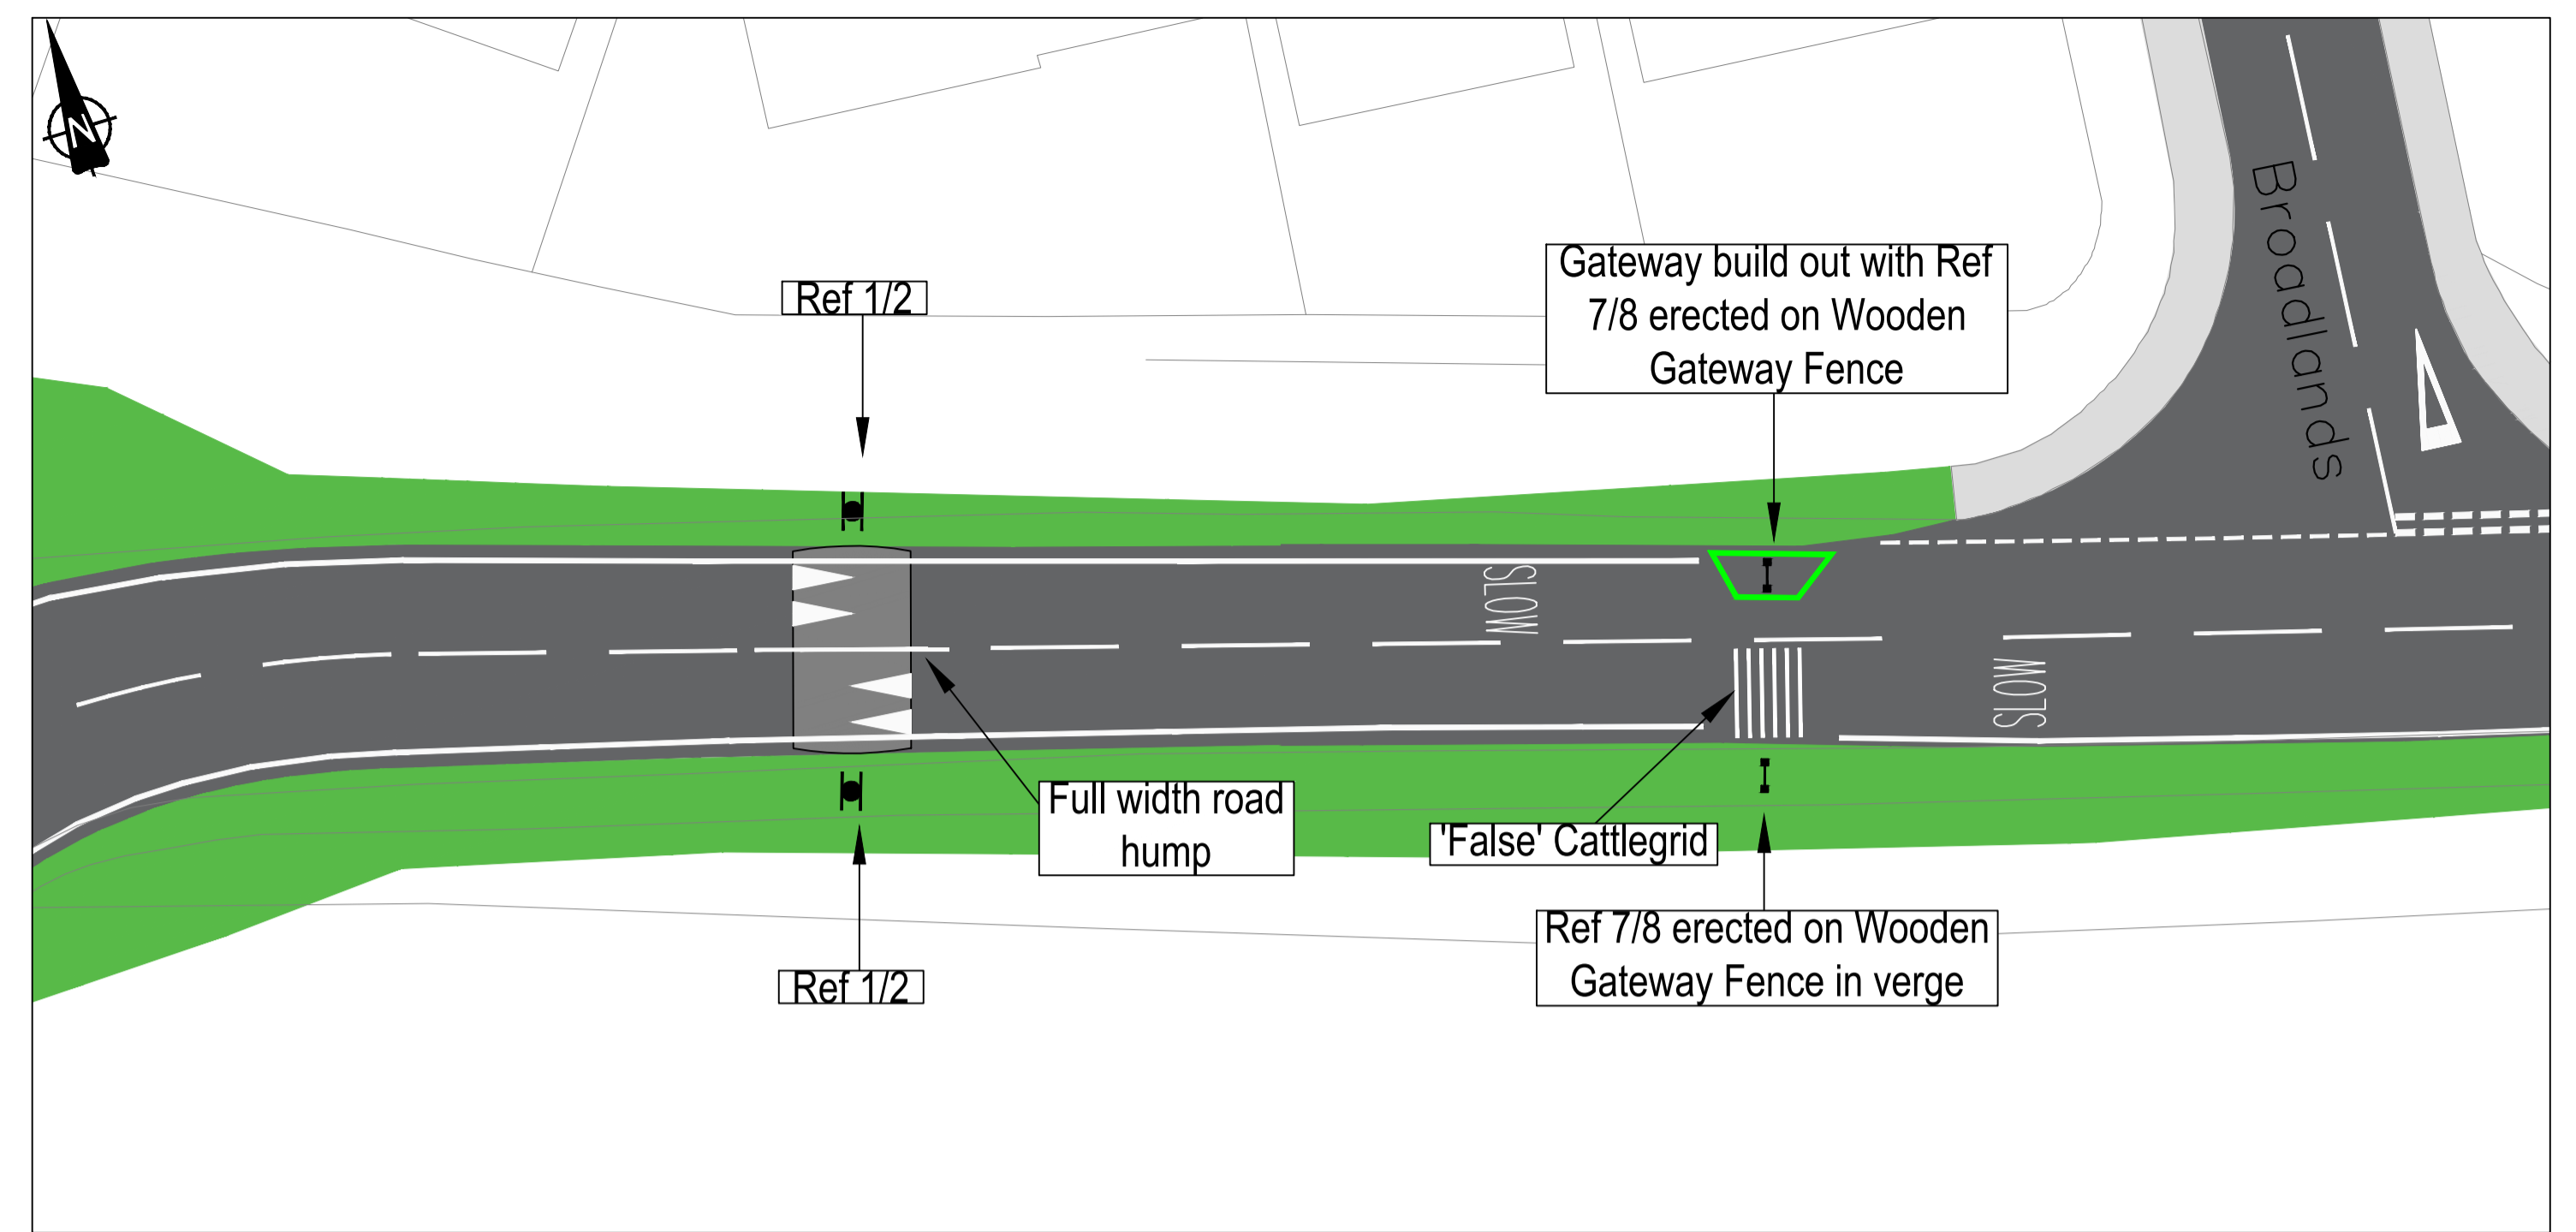 N
Broadlands
Gateway build out with Ref
7/8 erected on Wooden
Gateway Fence
Ref 1/2
SLOW
SLOW
Full width road
hump
'False' Cattlegrid
Ref 7/8 erected on Wooden
Gateway Fence in verge
Ref 1/2